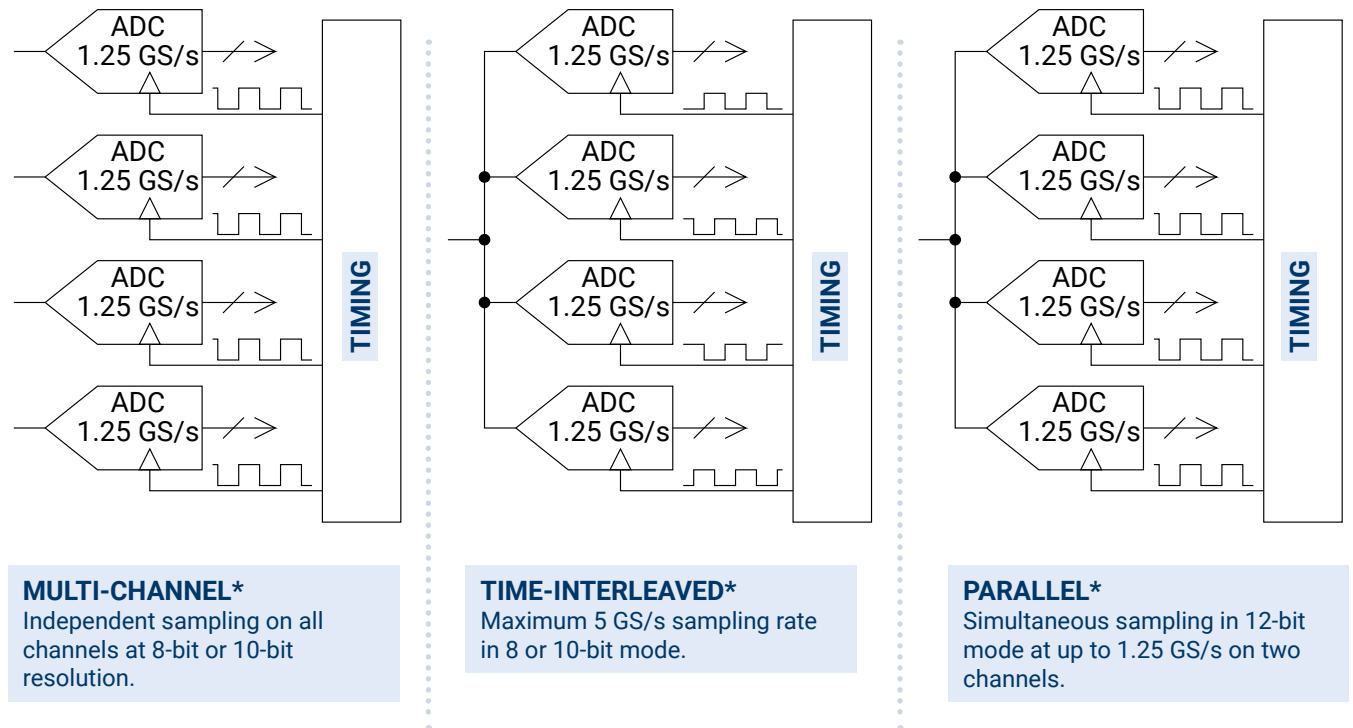 ADC
1.25 GS/s
ADC
1.25 GS/s
ADC
1.25 GS/s
ADC
1.25 GS/s
TIMING
MULTI-CHANNEL*
Independent sampling on all
channels at 8-bit or 10-bit
resolution.
ADC
1.25 GS/s
ADC
1.25 GS/s
ADC
1.25 GS/s
ADC
1.25 GS/s
TIMING
TIME-INTERLEAVED*
Maximum 5 GS/s sampling rate
in 8 or 10-bit mode.
ADC
1.25 GS/s
ADC
1.25 GS/s
ADC
1.25 GS/s
ADC
1.25 GS/s
TIMING
PARALLEL*
Simultaneous sampling in 12-bit
mode at up to 1.25 GS/s on two
channels.